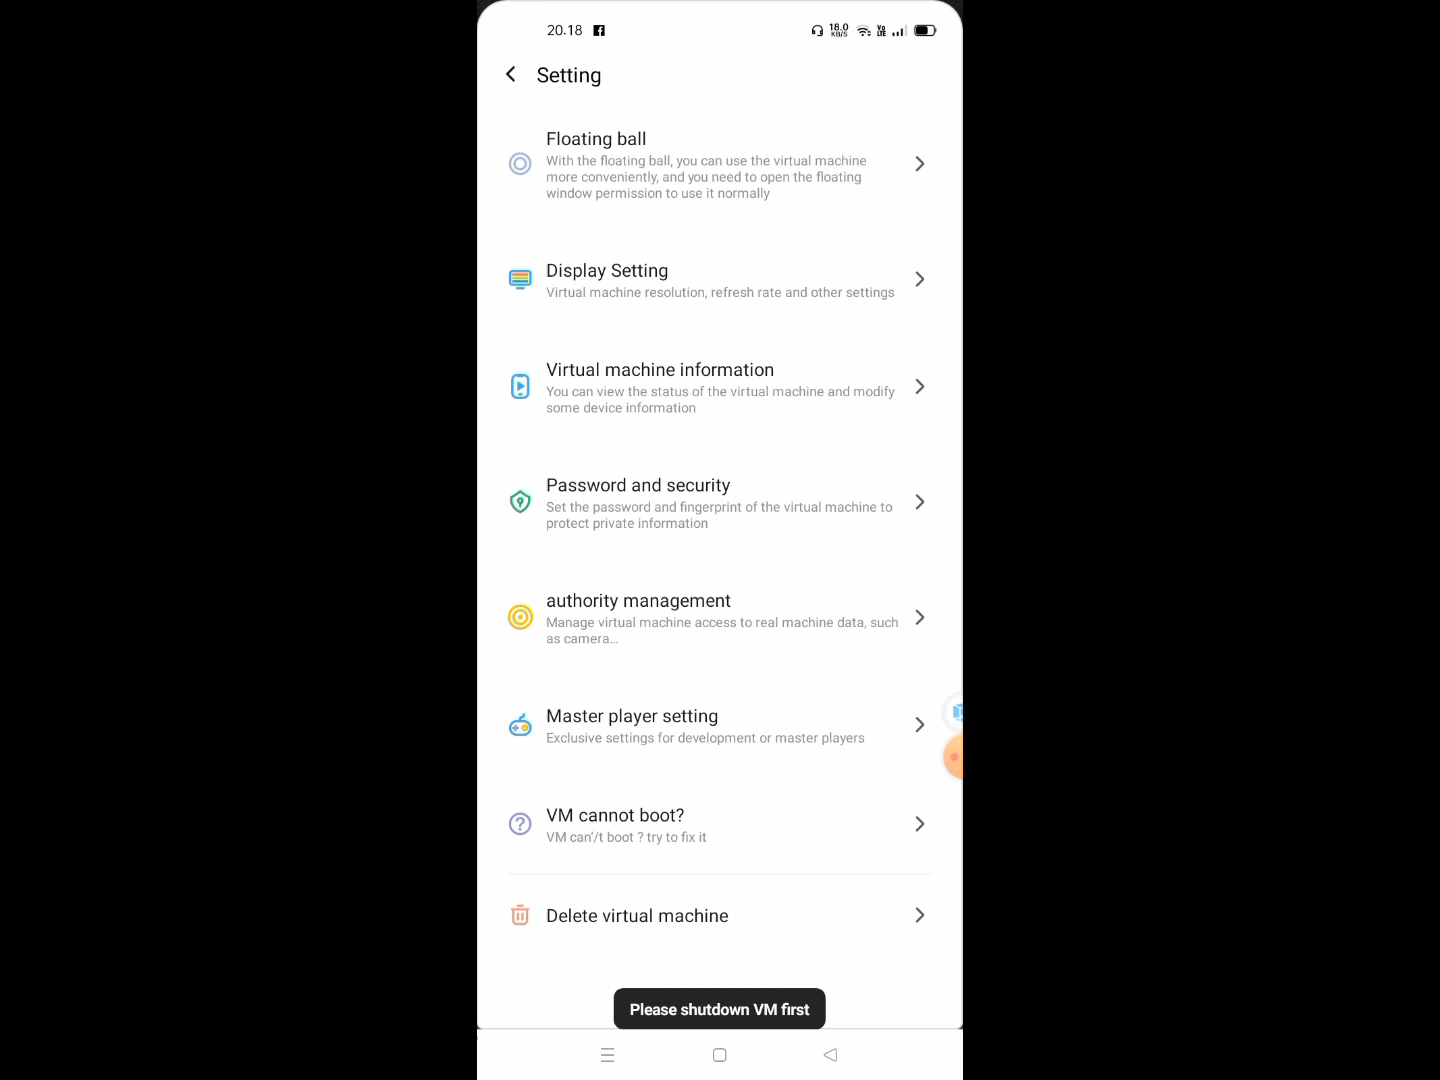 20.18
18.0
KB/S
Vo
LTE
Setting
Floating ball
With the floating ball, you can use the virtual machine
more conveniently, and you need to open the floating
window permission to use it normally
Display Setting
Virtual machine resolution, refresh rate and other settings
Virtual machine information
You can view the status of the virtual machine and modify
some device information
Password and security
Set the password and fingerprint of the virtual machine to
protect private information
authority management
Manage virtual machine access to real machine data, such
as camera...
Master player setting
Exclusive settings for development or master players
VM cannot boot?
VM can'/t boot ? try to fix it
Delete virtual machine
Please shutdown VM first